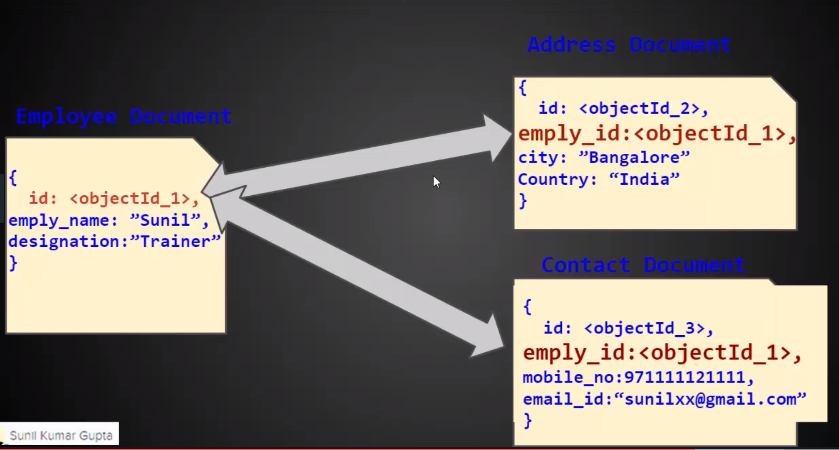 Employee Document
{
id: <objectId_1>,
emply_name: ”Sunil”,
designation:”Trainer”
}
Address Document
{
id: <objectId_2>,
emply_id:<objectId_1>,
city: ”Bangalore”
Country: “India”
}
Contact Document
{
id: <objectId_3>,
emply_id:<objectId_1>,
mobile_no:971111121111,
email_id:“sunilxx@gmail.com”
}
Sunil Kumar Gupta